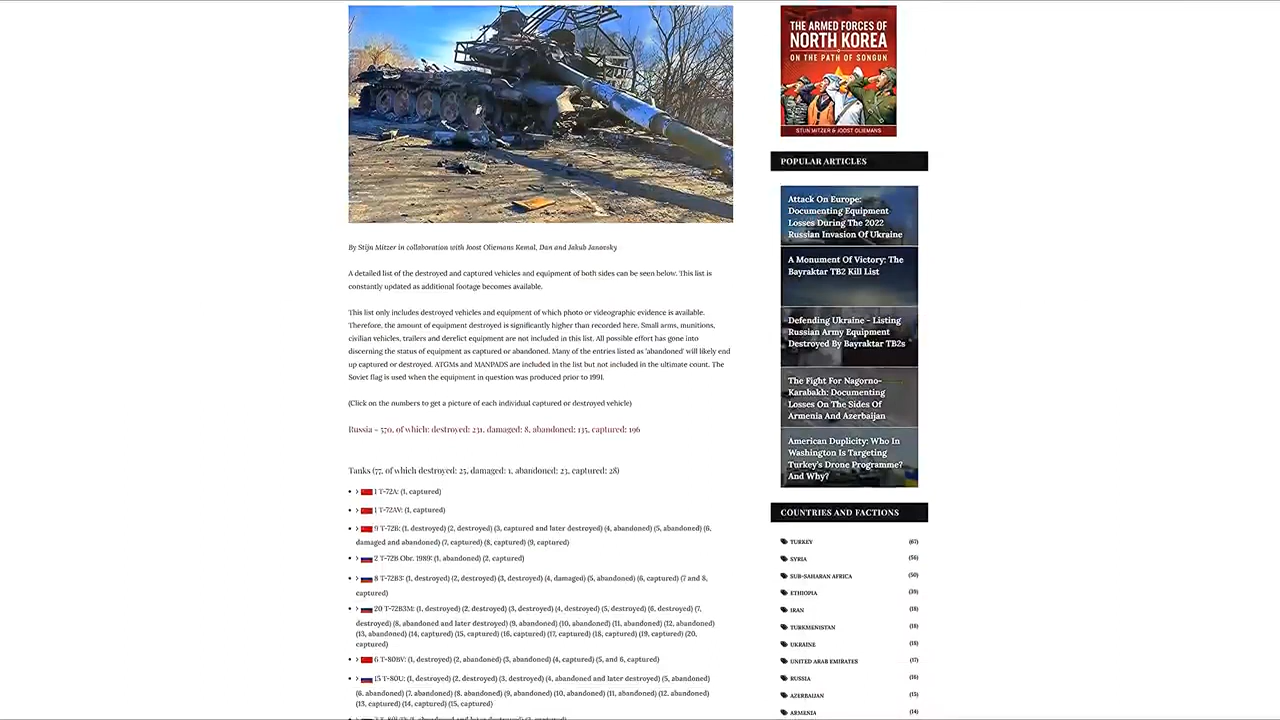 By Stijn Mitzer in collaboration with Joost Oliemans Kemal, Dan and Jakub Janovsky
A detailed list of the destroyed and captured vehicles and equipment of both sides can be seen below. This list is
constantly updated as additional footage becomes available.
This list only includes destroyed vehicles and equipment of which photo or videographic evidence is available.
Therefore, the amount of equipment destroyed is significantly higher than recorded here. Small arms, munitions,
civilian vehicles, trailers and derelict equipment are not included in this list. All possible effort has gone into
discerning the status of equipment as captured or abandoned. Many of the entries listed as 'abandoned' will likely end
up captured or destroyed. ATGMs and MANPADS are included in the list but not included in the ultimate count. The
Soviet flag is used when the equipment in question was produced prior to 1991.
(Click on the numbers to get a picture of each individual captured or destroyed vehicle)
Russia - 570, of which: destroyed: 231, damaged: 8, abandoned: 135, captured: 196
Tanks (77, of which destroyed: 25, damaged: 1, abandoned: 23, captured: 28)
1 T-72A: (1, captured)
1 T-72AV: (1, captured)
9 T-72B: (1, destroyed) (2, destroyed) (3, captured and later destroyed) (4, abandoned) (5, abandoned) (6,
damaged and abandoned) (7, captured) (8, captured) (9, captured)
2 T-72B Obr. 1989: (1, abandoned) (2, captured)
8 T-72B3: (1, destroyed) (2, destroyed) (3, destroyed) (4, damaged) (5, abandoned) (6, captured) (7 and 8,
captured)
20 T-72B3M: (1, destroyed) (2, destroyed) (3, destroyed) (4, destroyed) (5, destroyed) (6, destroyed) (7,
destroyed) (8, abandoned and later destroyed) (9, abandoned) (10, abandoned) (11, abandoned) (12, abandoned)
(13, abandoned) (14, captured) (15, captured) (16, captured) (17, captured) (18, captured) (19, captured) (20,
captured)
6 T-80BV: (1, destroyed) (2, abandoned) (3, abandoned) (4, captured) (5, and 6, captured)
15 T-80U: (1, destroyed) (2, destroyed) (3, destroyed) (4, abandoned and later destroyed) (5, abandoned)
(6, abandoned) (7, abandoned) (8, abandoned) (9, abandoned) (10, abandoned) (11, abandoned) (12, abandoned)
(13, captured) (14, captured) (15, captured)
THE ARMED FORCES OF
NORTH KOREA
ON THE PATH OF SONGUN
STIJN MITZER & JOOST OLIEMANS
POPULAR ARTICLES
Attack On Europe:
Documenting Equipment
Losses During The 2022
Russian Invasion Of Ukraine
A Monument Of Victory: The
Bayraktar TB2 Kill List
Defending Ukraine - Listing
Russian Army Equipment
Destroyed By Bayraktar TB2s
The Fight For Nagorno-
Karabakh: Documenting
Losses On The Sides Of
Armenia And Azerbaijan
American Duplicity: Who In
Washington Is Targeting
Turkey's Drone Programme?
And Why?
COUNTRIES AND FACTIONS
TURKEY (67)
SYRIA (56)
SUB-SAHARAN AFRICA (50)
ETHIOPIA (39)
IRAN (18)
TURKMENISTAN (18)
UKRAINE (18)
UNITED ARAB EMIRATES (17)
RUSSIA (16)
AZERBAIJAN (15)
ARMENIA (14)